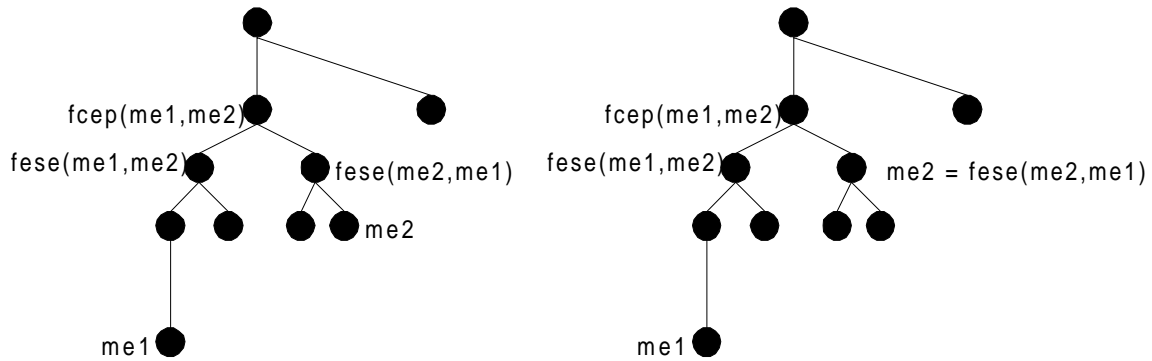 fcep(me1,me2)
fese(me1,me2)
fese(me2,me1)
me2
me1
fcep(me1,me2)
fese(me1,me2)
me2 = fese(me2,me1)
me1